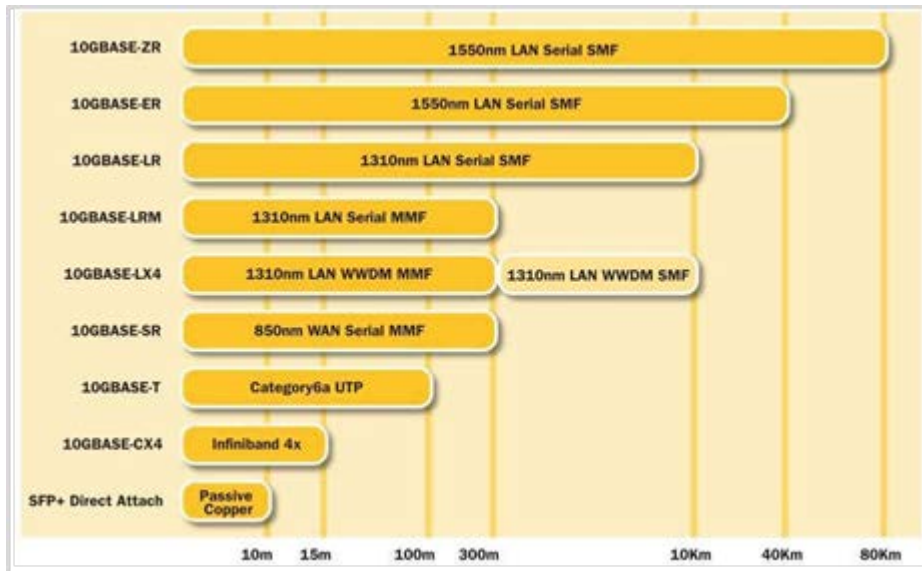 10GBASE-ZR 1550nm LAN Serial SMF
10GBASE-ER 1550nm LAN Serial SMF
10GBASE-LR 1310nm LAN Serial SMF
10GBASE-LRM 1310nm LAN Serial MMF
10GBASE-LX4 1310nm LAN WWDM MMF 1310nm LAN WWDM SMF
10GBASE-SR 850nm WAN Serial MMF
10GBASE-T Category6a UTP
10GBASE-CX4 Infiniband 4x
SFP+ Direct Attach Passive
Copper
10m 15m 100m 300m 10Km 40Km 80Km